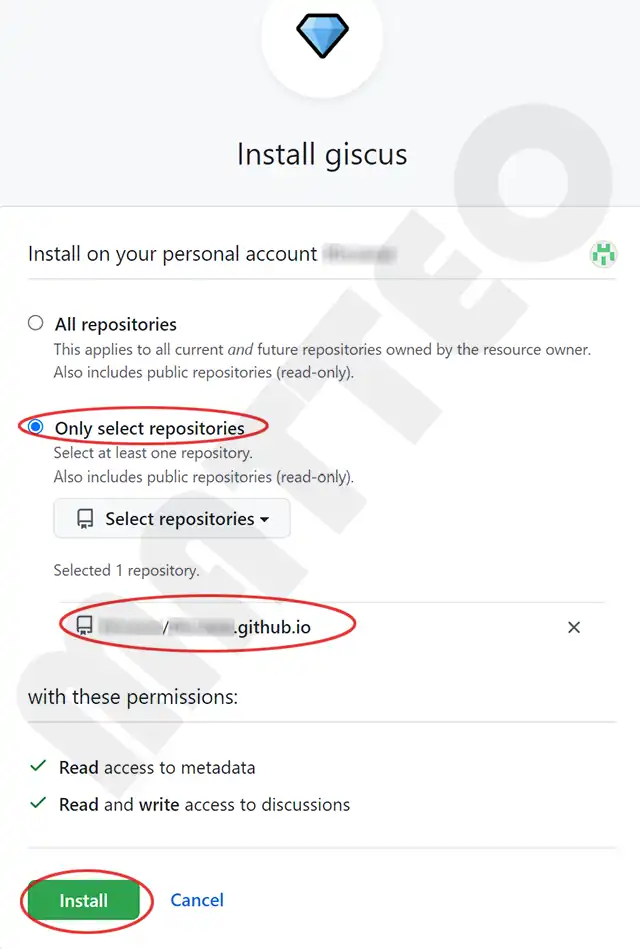 Install giscus
Install on your personal account
All repositories
This applies to all current and future repositories owned by the resource owner.
Also includes public repositories (read-only).
Only select repositories
Select at least one repository.
Also includes public repositories (read-only).
Select repositories
Selected 1 repository.
/ .github.io
with these permissions:
Read access to metadata
Read and write access to discussions
Install Cancel
MATTEO